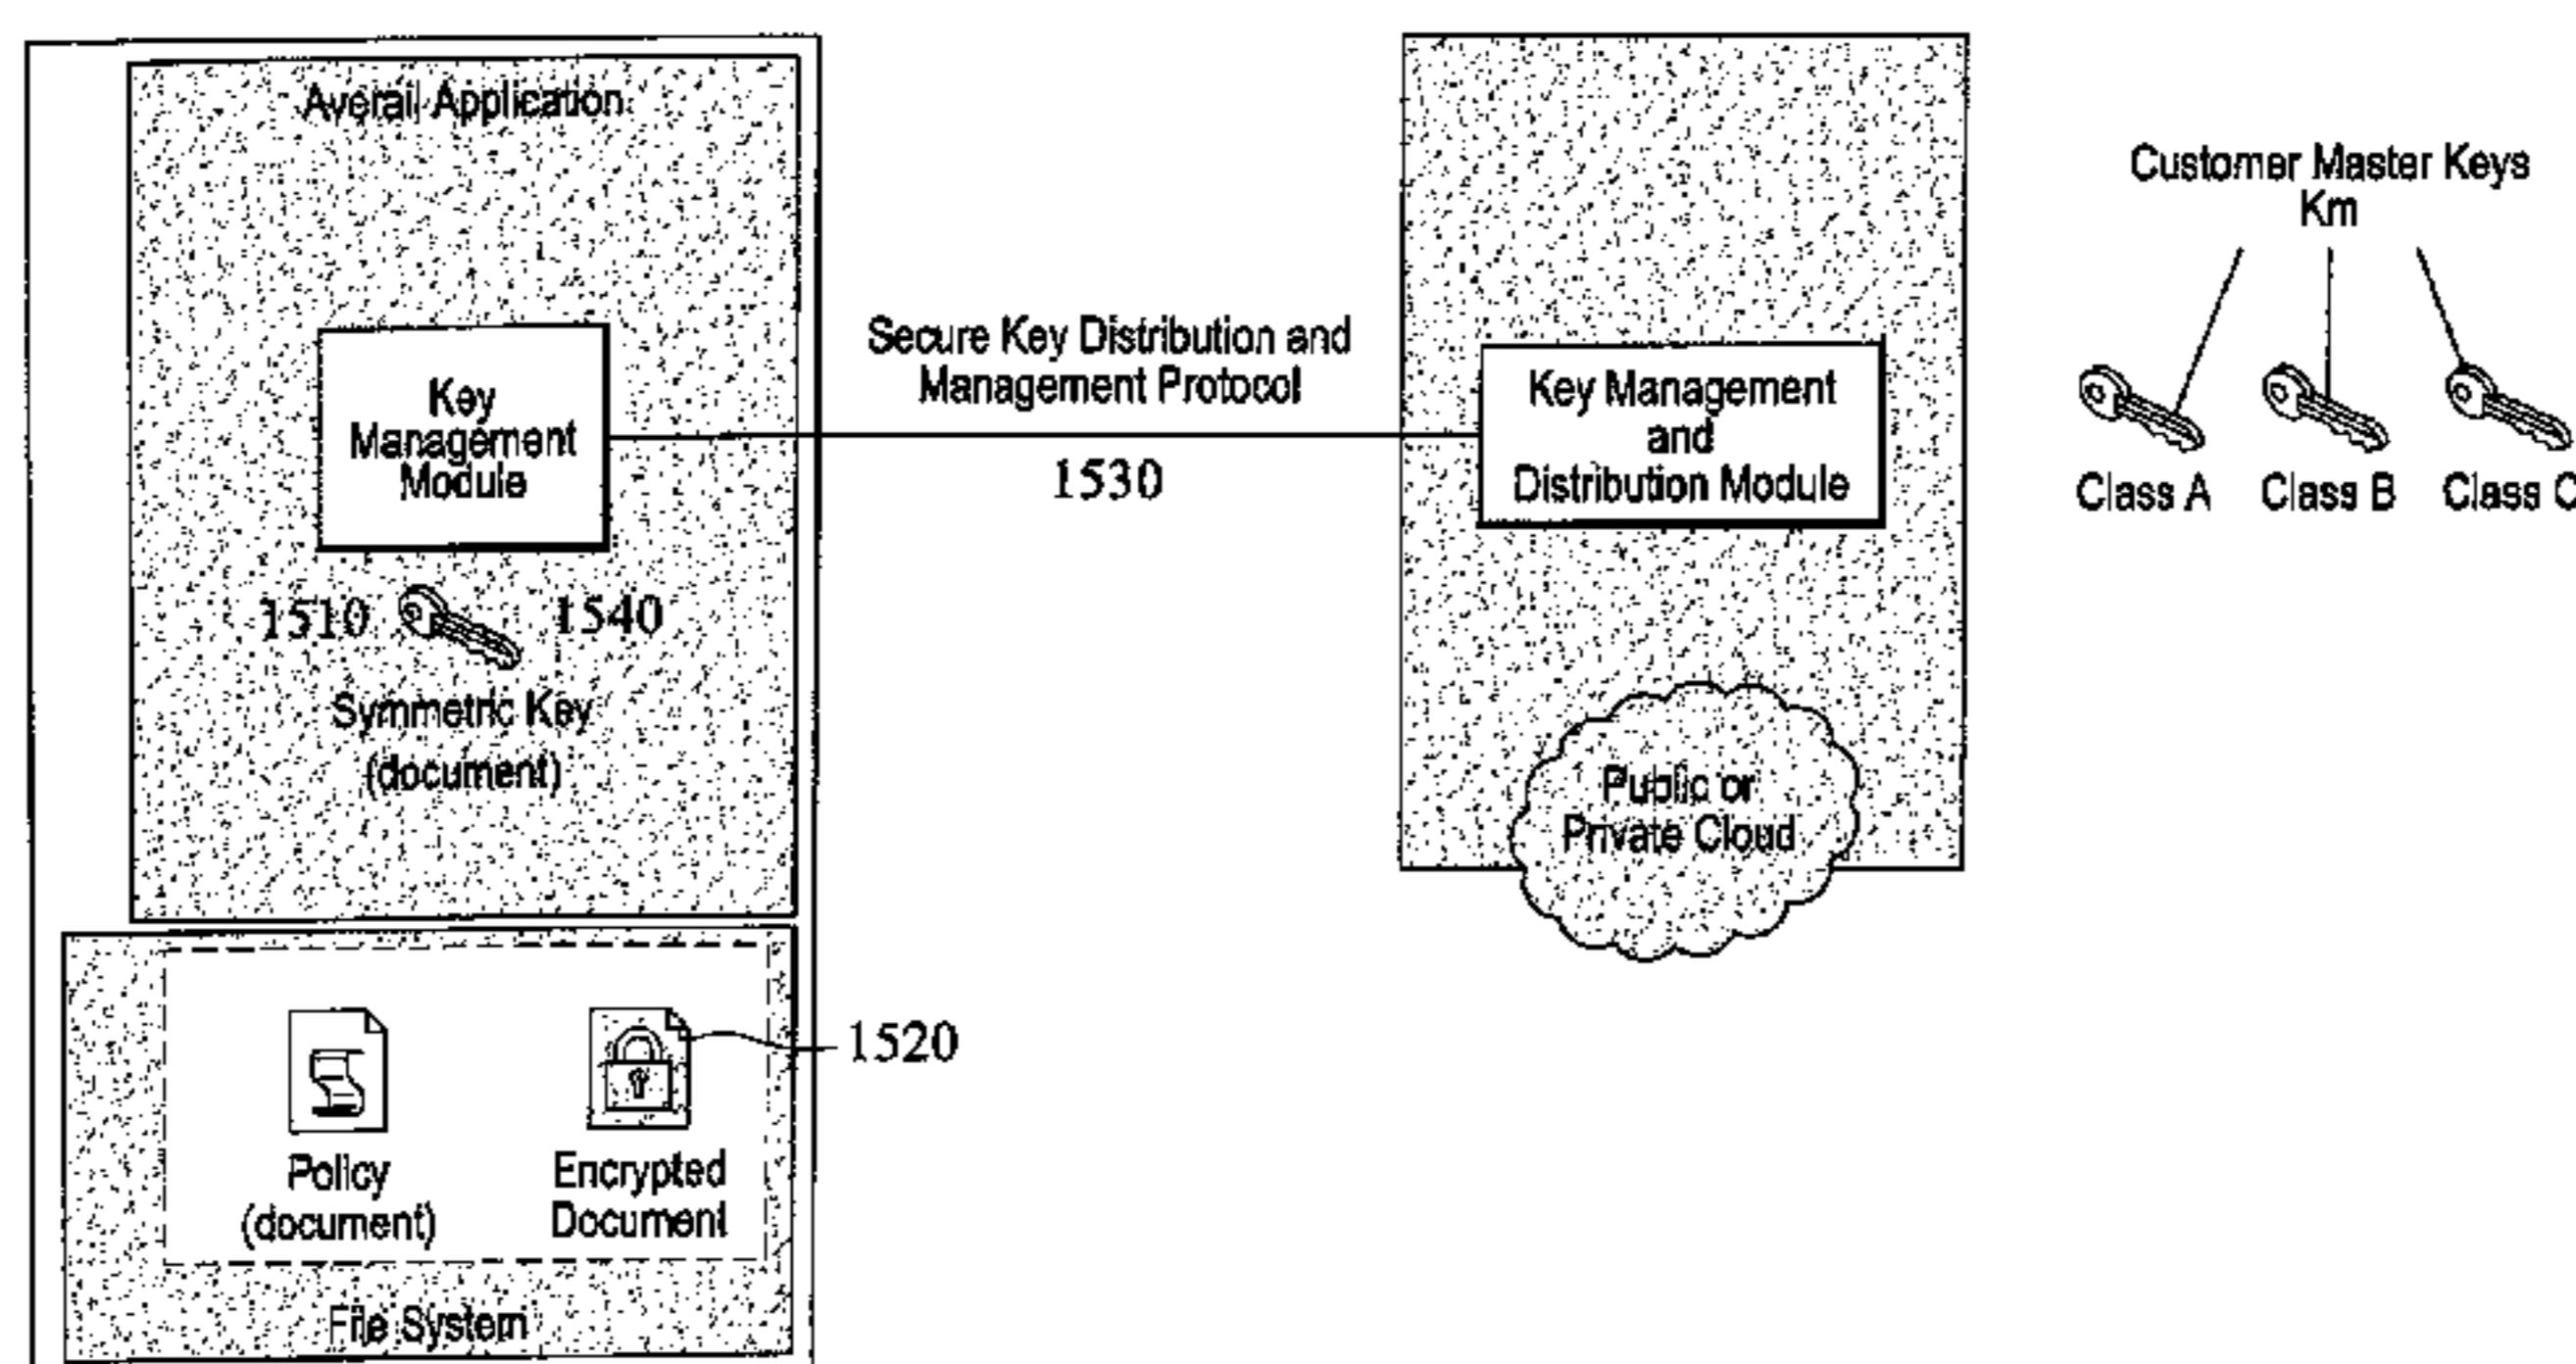 Averail Application
Key
Management
Module
1510
1540
Symmetric Key
(document)
Policy
(document)
Encrypted
Document
1520
File System
Secure Key Distribution and
Management Protocol
1530
Key Management
and
Distribution Module
Public or
Private Cloud
Customer Master Keys
Km
Class A
Class B
Class C